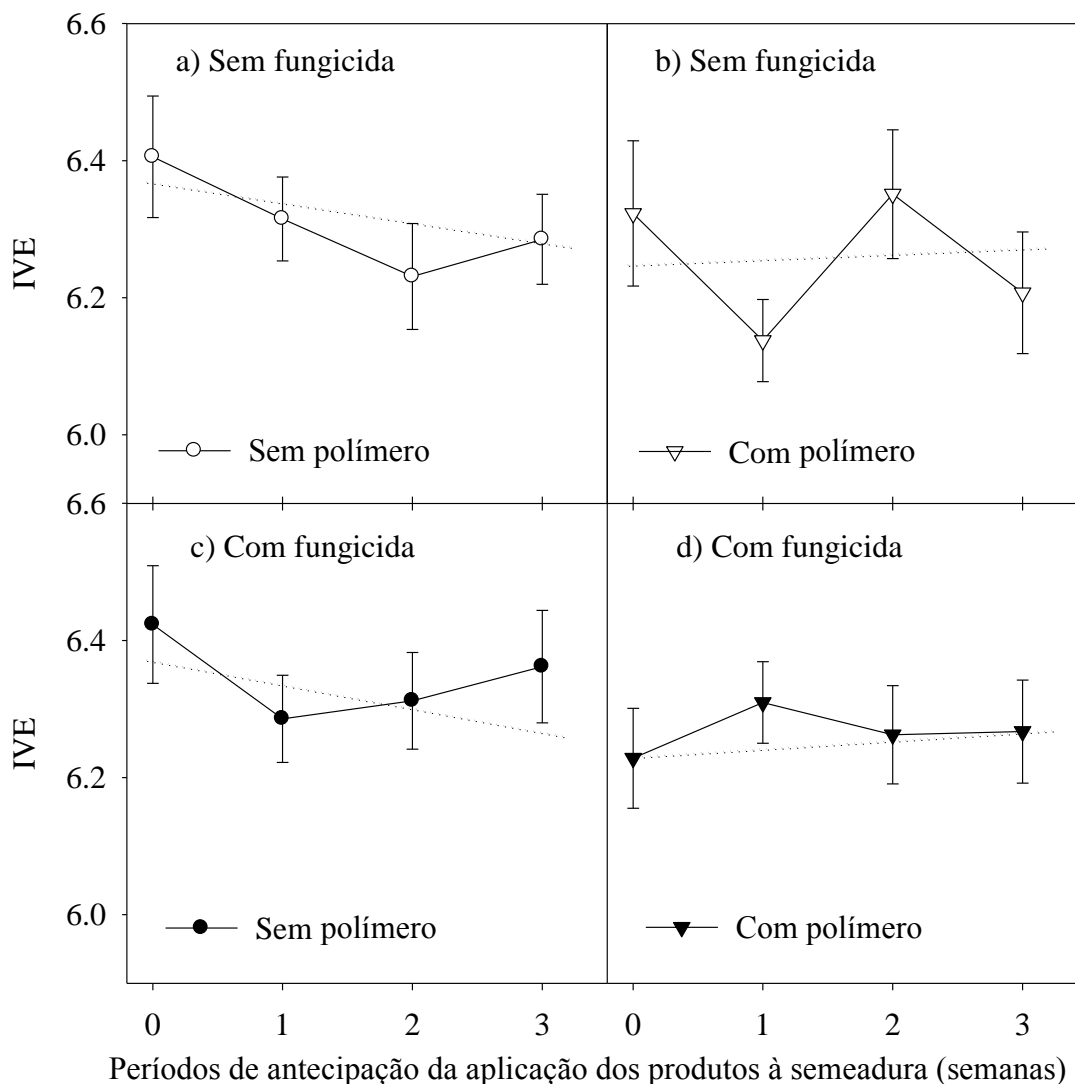 6.6
a) Sem fungicida
b) Sem fungicida
6.4
IVE
6.2
6.0
Sem polímero
Com polímero
6.6
c) Com fungicida
d) Com fungicida
6.4
IVE
6.2
6.0
Sem polímero
Com polímero
0 1 2 3 0 1 2 3
Períodos de antecipação da aplicação dos produtos à semeadura (semanas)